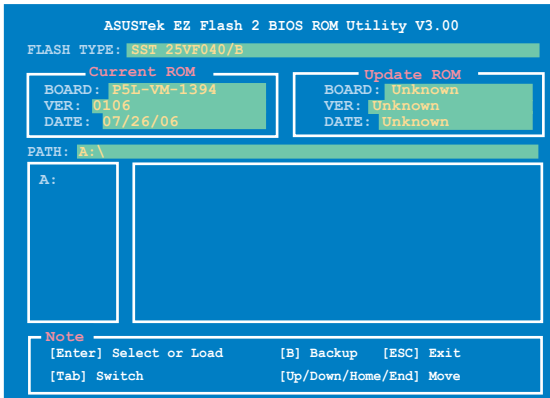 ASUSTek EZ Flash 2 BIOS ROM Utility V3.00
FLASH TYPE: SST 25VF040/B
Current ROM
BOARD: P5L-VM-1394
VER: 0106
DATE: 07/26/06
Update ROM
BOARD: Unknown
VER: Unknown
DATE: Unknown
PATH: A:\
A:
Note
[Enter] Select or Load [B] Backup [ESC] Exit
[Tab] Switch [Up/Down/Home/End] Move